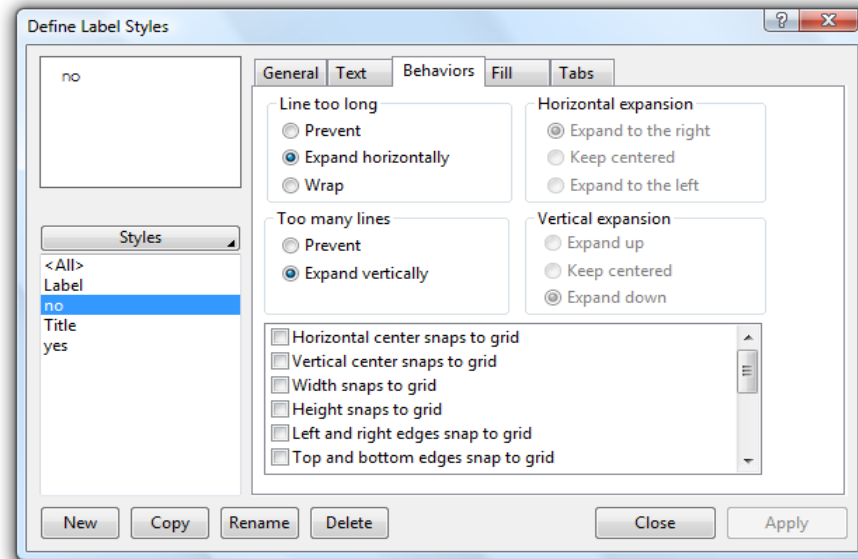 Define Label Styles
?
X
no
General Text Behaviors Fill Tabs
Line too long
Prevent
Expand horizontally
Wrap
Horizontal expansion
Expand to the right
Keep centered
Expand to the left
Too many lines
Prevent
Expand vertically
Vertical expansion
Expand up
Keep centered
Expand down
Styles
<All>
Label
no
Title
yes
Horizontal center snaps to grid
Vertical center snaps to grid
Width snaps to grid
Height snaps to grid
Left and right edges snap to grid
Top and bottom edges snap to grid
New Copy Rename Delete Close Apply